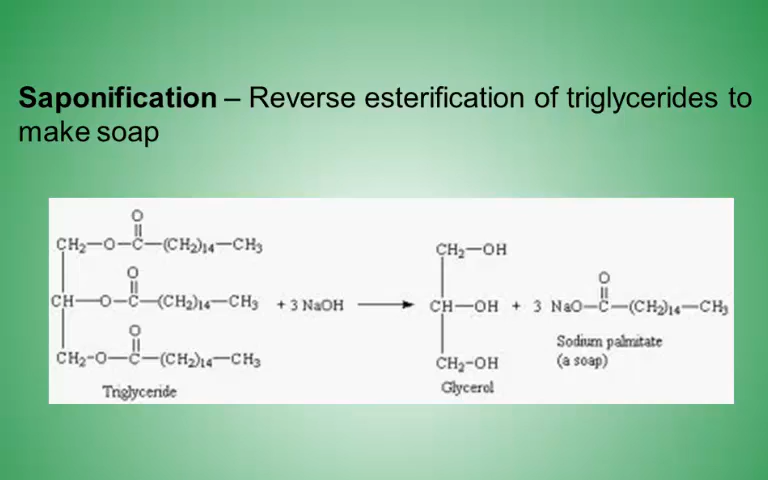 Saponification – Reverse esterification of triglycerides to
make soap
O
CH₂—O—C—(CH₂)₁₄—CH₃
O
CH—O—C—(CH₂)₁₄—CH₃ + 3 NaOH
O
CH₂-O—C—(CH₂)₁₄—CH₃
Triglyceride
CH₂—OH
O
CH—OH + 3 NaO—C—(CH₂)₁₄—CH₃
CH₂-OH
Glycerol
Sodium palmitate
(a soap)